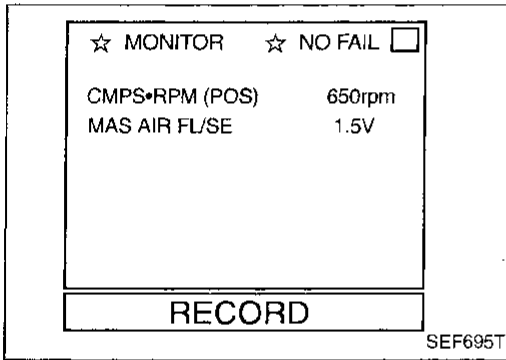 ☆ MONITOR ☆ NO FAIL
CMPS•RPM (POS) 650rpm
MAS AIR FL/SE 1.5V
RECORD
SEF695T